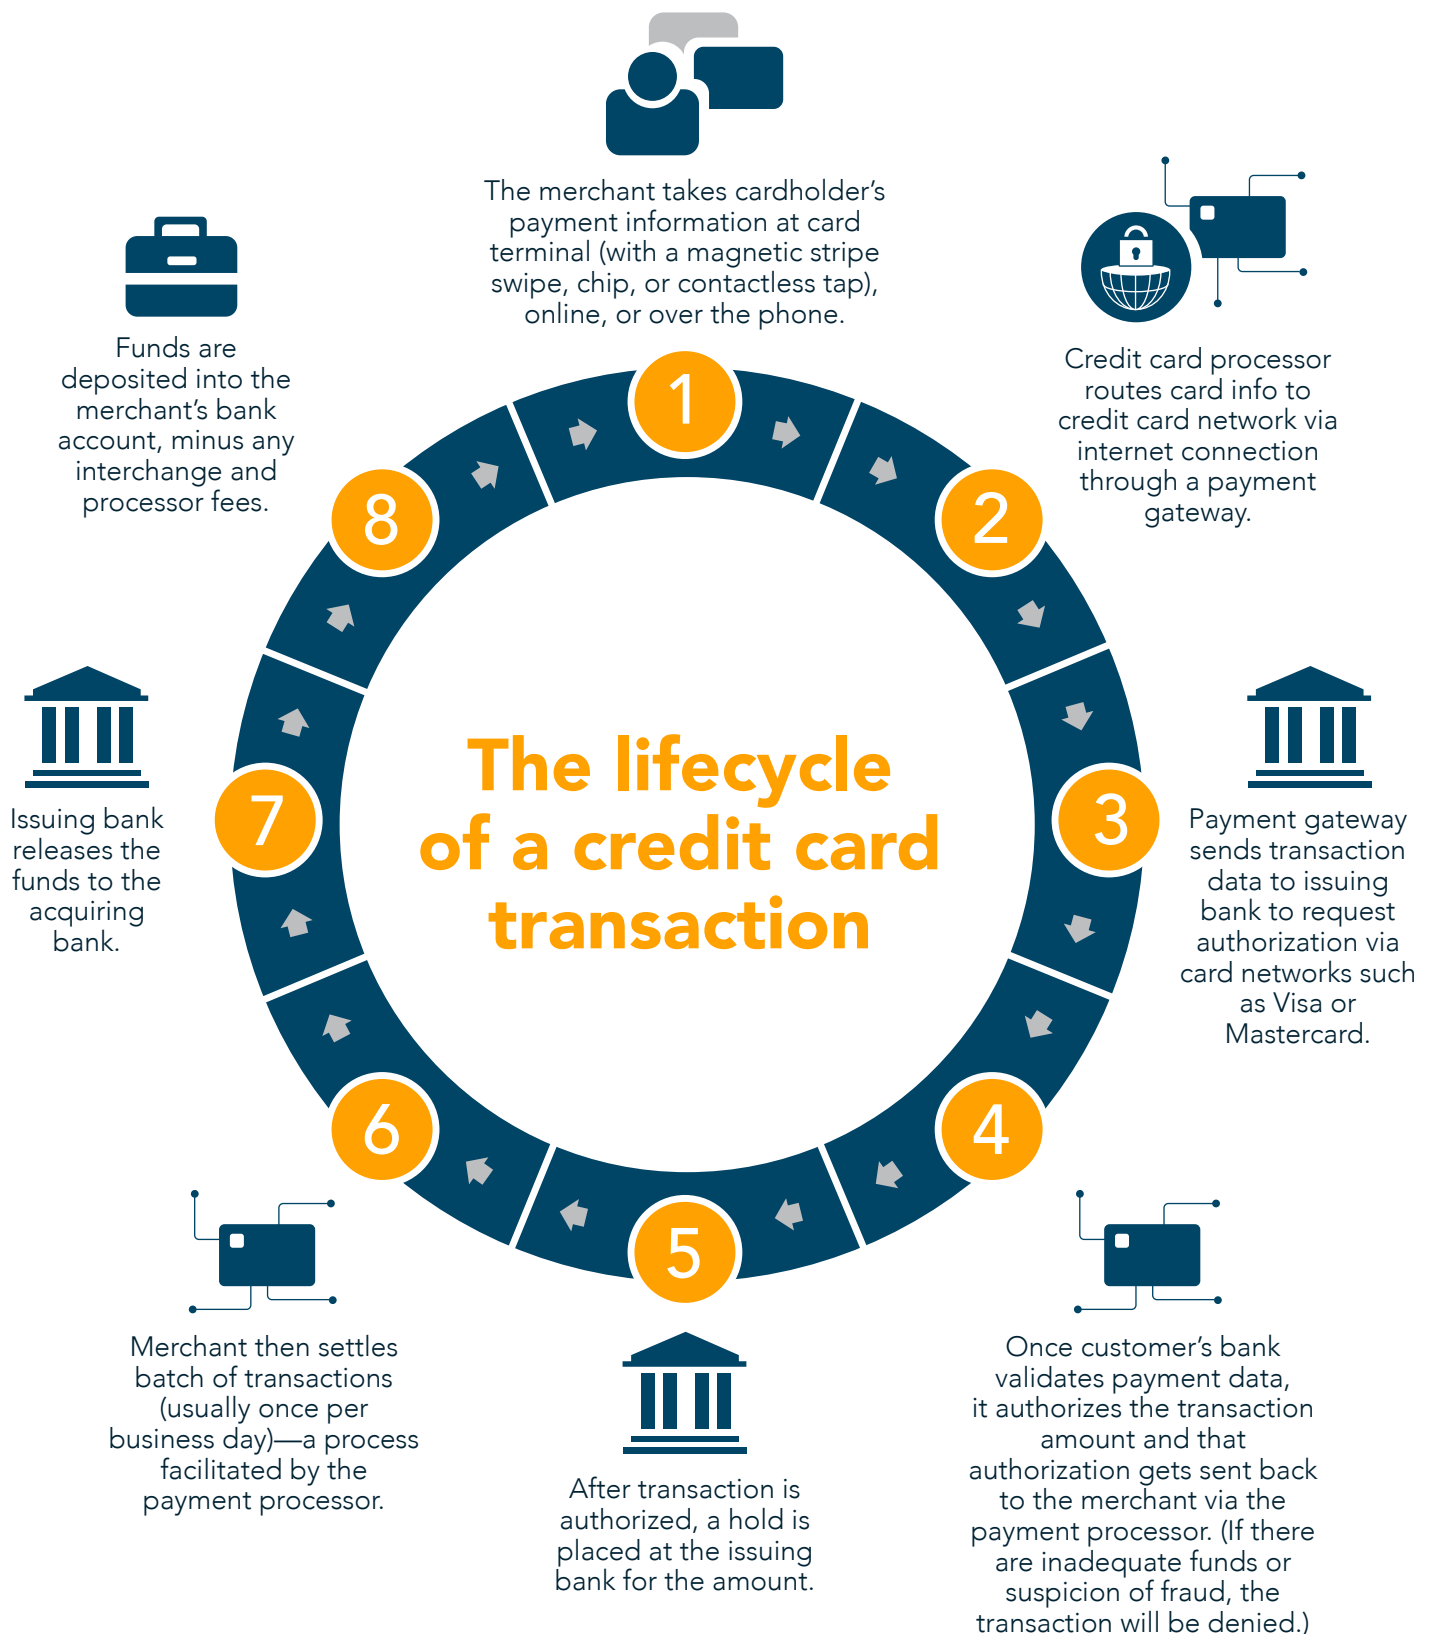 The merchant takes cardholder’s
payment information at card
terminal (with a magnetic stripe
swipe, chip, or contactless tap),
online, or over the phone.
1
Credit card processor
routes card info to
credit card network via
internet connection
through a payment
gateway.
2
Payment gateway
sends transaction
data to issuing
bank to request
authorization via
card networks such
as Visa or
Mastercard.
3
Once customer’s bank
validates payment data,
it authorizes the transaction
amount and that
authorization gets sent back
to the merchant via the
payment processor. (If there
are inadequate funds or
suspicion of fraud, the
transaction will be denied.)
4
After transaction is
authorized, a hold is
placed at the issuing
bank for the amount.
5
Merchant then settles
batch of transactions
(usually once per
business day)—a process
facilitated by the
payment processor.
6
Issuing bank
releases the
funds to the
acquiring
bank.
7
Funds are
deposited into the
merchant’s bank
account, minus any
interchange and
processor fees.
8
The lifecycle
of a credit card
transaction